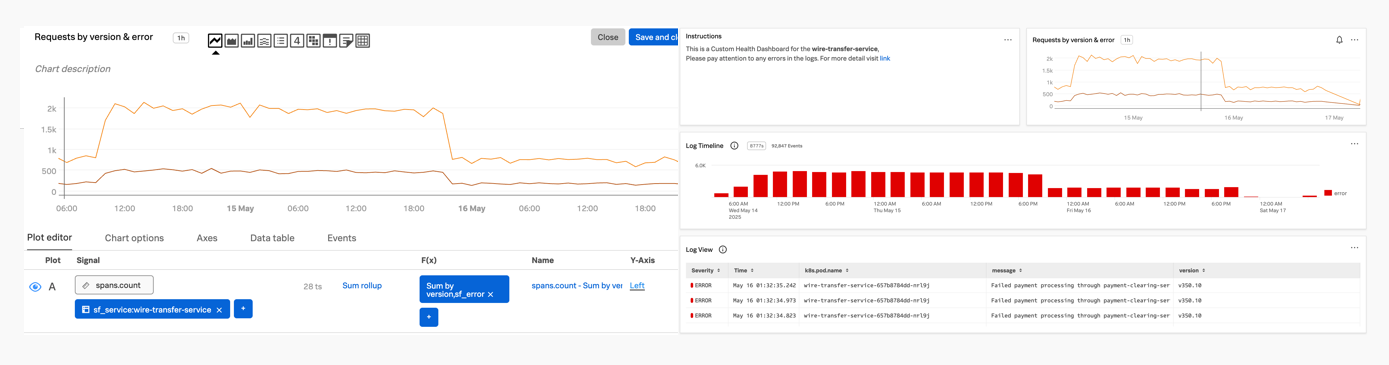 Requests by version & error 1h 4 Close Save and cl
Chart description
2k
1.5k
1k
500
0
06:00 12:00 18:00 15 May 06:00 12:00 18:00 16 May 06:00 12:00 18:00
Plot editor Chart options Axes Data table Events
Plot Signal F(x) Name Y-Axis
A spans.count 28 ts Sum rollup Sum by version,sf_error × spans.count - Sum by ver Left
sf_service:wire-transfer-service × + +
Instructions
This is a Custom Health Dashboard for the wire-transfer-service,
Please pay attention to any errors in the logs. For more detail visit link
Requests by version & error 1h
2k
1.5k
1k
500
0
15 May 16 May 17 May
Log Timeline 8777s 92,847 Events
6.0K
6:00 AM 12:00 PM 6:00 PM 12:00 AM 6:00 AM 12:00 PM 6:00 PM 12:00 AM 6:00 AM 12:00 PM 6:00 PM 12:00 AM
Wed May 14 Thu May 15 Fri May 16 Sat May 17
2025
error
Log View
Severity Time k8s.pod.name message version
ERROR May 16 01:32:35.242 wire-transfer-service-657b8784dd-nrl9j Failed payment processing through payment-clearing-ser v350.10
ERROR May 16 01:32:34.973 wire-transfer-service-657b8784dd-nrl9j Failed payment processing through payment-clearing-ser v350.10
ERROR May 16 01:32:34.823 wire-transfer-service-657b8784dd-nrl9j Failed payment processing through payment-clearing-ser v350.10